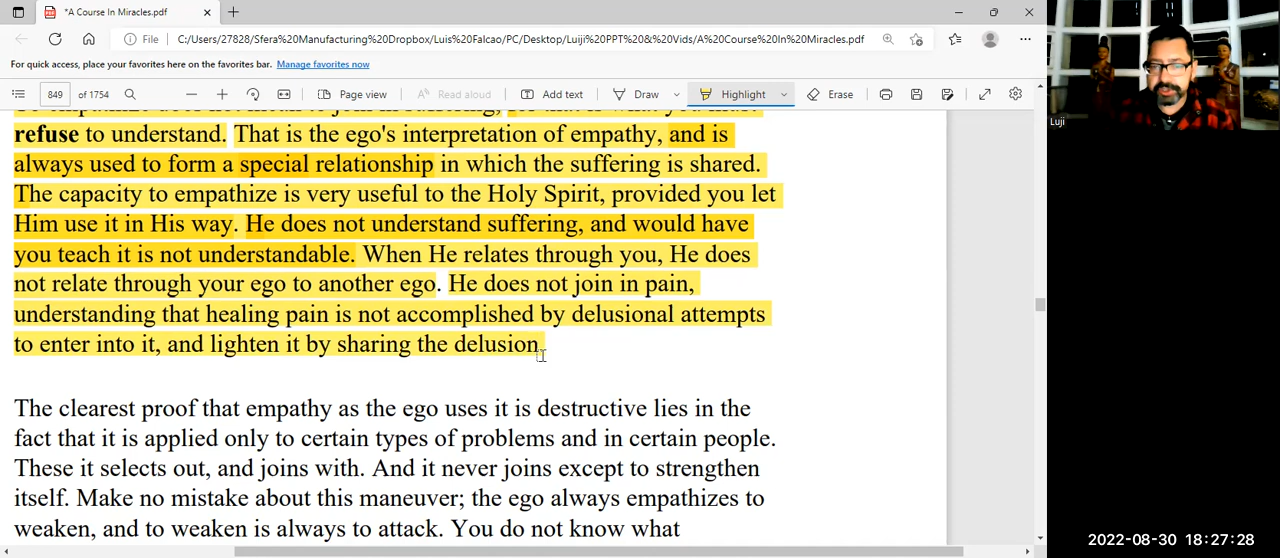 *A Course In Miracles.pdf
File
C:/Users/27828/Sfera%20Manufacturing%20Dropbox/Luis%20Falcao/PC/Desktop/Luiji%20PPT%20&%20Vids/A%20Course%20In%20Miracles.pdf
For quick access, place your favorites here on the favorites bar. Manage favorites now
849 of 1754 Page view Read aloud Add text Draw Highlight Erase
refuse to understand. That is the ego's interpretation of empathy, and is
always used to form a special relationship in which the suffering is shared.
The capacity to empathize is very useful to the Holy Spirit, provided you let
Him use it in His way. He does not understand suffering, and would have
you teach it is not understandable. When He relates through you, He does
not relate through your ego to another ego. He does not join in pain,
understanding that healing pain is not accomplished by delusional attempts
to enter into it, and lighten it by sharing the delusion.
The clearest proof that empathy as the ego uses it is destructive lies in the
fact that it is applied only to certain types of problems and in certain people.
These it selects out, and joins with. And it never joins except to strengthen
itself. Make no mistake about this maneuver; the ego always empathizes to
weaken, and to weaken is always to attack. You do not know what
Luji
2022-08-30 18:27:28